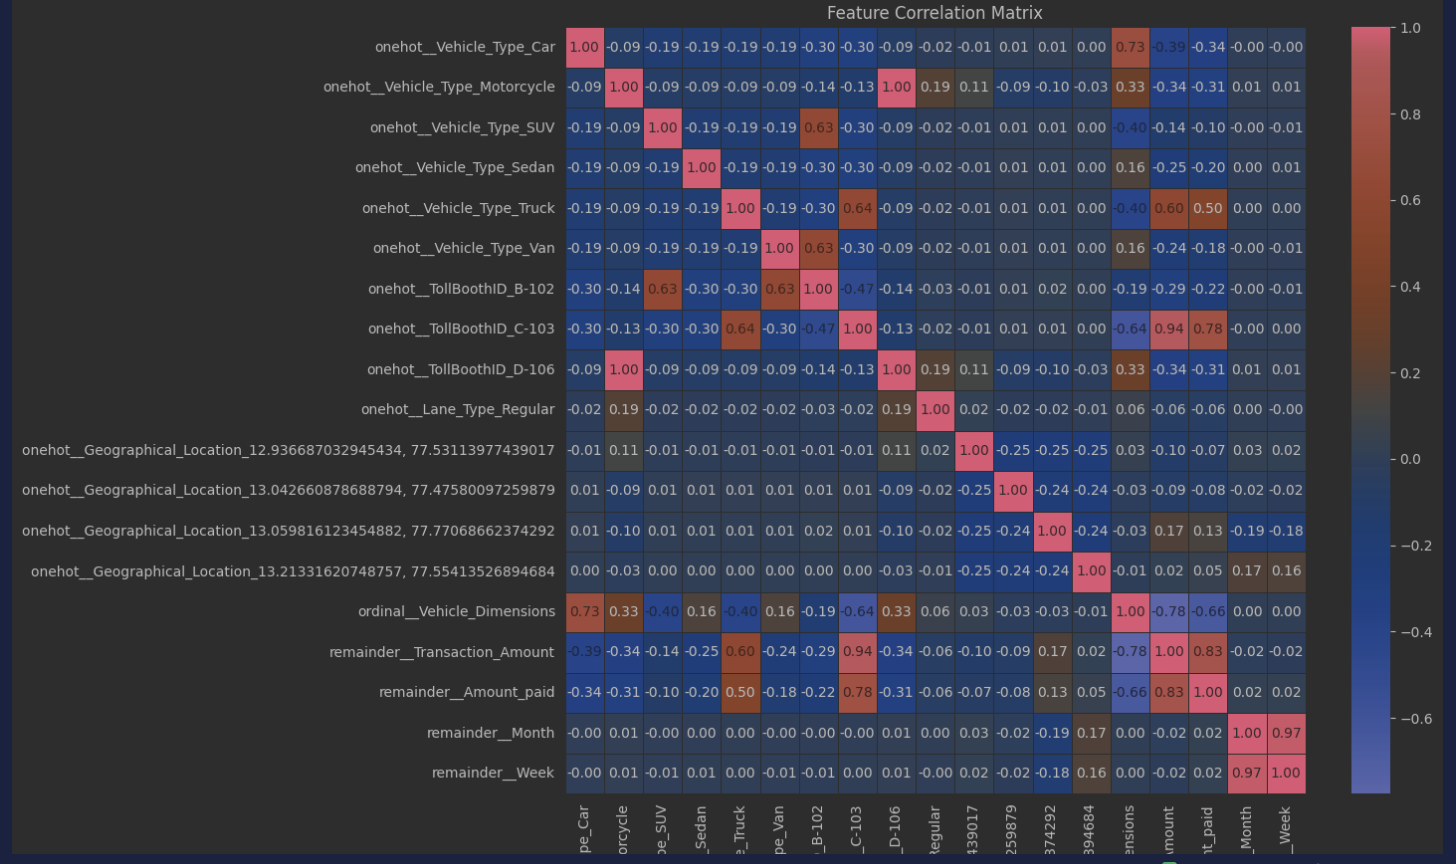 Feature Correlation Matrix
onehot__Vehicle_Type_Car 1.00 -0.09 -0.19 -0.19 -0.19 -0.19 -0.30 -0.30 -0.09 -0.02 -0.01 0.01 0.01 0.00 0.73 -0.39 -0.34 -0.00 -0.00
onehot__Vehicle_Type_Motorcycle -0.09 1.00 -0.09 -0.09 -0.09 -0.09 -0.14 -0.13 1.00 0.19 0.11 -0.09 -0.10 -0.03 0.33 -0.34 -0.31 0.01 0.01
onehot__Vehicle_Type_SUV -0.19 -0.09 1.00 -0.19 -0.19 -0.19 0.63 -0.30 -0.09 -0.02 -0.01 0.01 0.01 0.00 -0.40 -0.14 -0.10 -0.00 -0.01
onehot__Vehicle_Type_Sedan -0.19 -0.09 -0.19 1.00 -0.19 -0.19 -0.30 -0.30 -0.09 -0.02 -0.01 0.01 0.01 0.00 0.16 -0.25 -0.20 0.00 0.01
onehot__Vehicle_Type_Truck -0.19 -0.09 -0.19 -0.19 1.00 -0.19 -0.30 0.64 -0.09 -0.02 -0.01 0.01 0.01 0.00 -0.40 0.60 0.50 0.00 0.00
onehot__Vehicle_Type_Van -0.19 -0.09 -0.19 -0.19 -0.19 1.00 0.63 -0.30 -0.09 -0.02 -0.01 0.01 0.01 0.00 0.16 -0.24 -0.18 -0.00 -0.01
onehot__TollBoothID_B-102 -0.30 -0.14 0.63 -0.30 -0.30 0.63 1.00 -0.47 -0.14 -0.03 -0.01 0.01 0.02 0.00 -0.19 -0.29 -0.22 -0.00 -0.01
onehot__TollBoothID_C-103 -0.30 -0.13 -0.30 -0.30 0.64 -0.30 -0.47 1.00 -0.13 -0.02 -0.01 0.01 0.01 0.00 -0.64 0.94 0.78 -0.00 0.00
onehot__TollBoothID_D-106 -0.09 1.00 -0.09 -0.09 -0.09 -0.09 -0.14 -0.13 1.00 0.19 0.11 -0.09 -0.10 -0.03 0.33 -0.34 -0.31 0.01 0.01
onehot__Lane_Type_Regular -0.02 0.19 -0.02 -0.02 -0.02 -0.02 -0.03 -0.02 0.19 1.00 0.02 -0.02 -0.02 -0.01 0.06 -0.06 -0.06 0.00 -0.00
onehot__Geographical_Location_12.936687032945434, 77.53113977439017 -0.01 0.11 -0.01 -0.01 -0.01 -0.01 -0.01 -0.01 0.11 0.02 1.00 -0.25 -0.25 -0.25 0.03 -0.10 -0.07 0.03 0.02
onehot__Geographical_Location_13.042660878688794, 77.47580097259879 0.01 -0.09 0.01 0.01 0.01 0.01 0.01 0.01 -0.09 -0.02 -0.25 1.00 -0.24 -0.24 -0.03 -0.09 -0.08 -0.02 -0.02
onehot__Geographical_Location_13.059816123454882, 77.77068662374292 0.01 -0.10 0.01 0.01 0.01 0.01 0.02 0.01 -0.10 -0.02 -0.25 -0.24 1.00 -0.24 -0.03 0.17 0.13 -0.19 -0.18
onehot__Geographical_Location_13.21331620748757, 77.55413526894684 0.00 -0.03 0.00 0.00 0.00 0.00 0.00 0.00 -0.03 -0.01 -0.25 -0.24 -0.24 1.00 -0.01 0.02 0.05 0.17 0.16
ordinal__Vehicle_Dimensions 0.73 0.33 -0.40 0.16 -0.40 0.16 -0.19 -0.64 0.33 0.06 0.03 -0.03 -0.03 -0.01 1.00 -0.78 -0.66 0.00 0.00
remainder__Transaction_Amount -0.39 -0.34 -0.14 -0.25 0.60 -0.24 -0.29 0.94 -0.34 -0.06 -0.10 -0.09 0.17 0.02 -0.78 1.00 0.83 -0.02 -0.02
remainder__Amount_paid -0.34 -0.31 -0.10 -0.20 0.50 -0.18 -0.22 0.78 -0.31 -0.06 -0.07 -0.08 0.13 0.05 -0.66 0.83 1.00 0.02 0.02
remainder__Month -0.00 0.01 -0.00 0.00 0.00 -0.00 -0.00 -0.00 0.01 0.00 0.03 -0.02 -0.19 0.17 0.00 -0.02 0.02 1.00 0.97
remainder__Week -0.00 0.01 -0.01 0.01 0.00 -0.01 -0.01 0.00 0.01 -0.00 0.02 -0.02 -0.18 0.16 0.00 -0.02 0.02 0.97 1.00
pe_Car orcycle pe_SUV _Sedan e_Truck pe_Van _B-102 _C-103 _D-106 Regular 439017 259879 374292 394684 ensions Amount nt_paid _Month _Week
1.0
0.8
0.6
0.4
0.2
0.0
−0.2
−0.4
−0.6